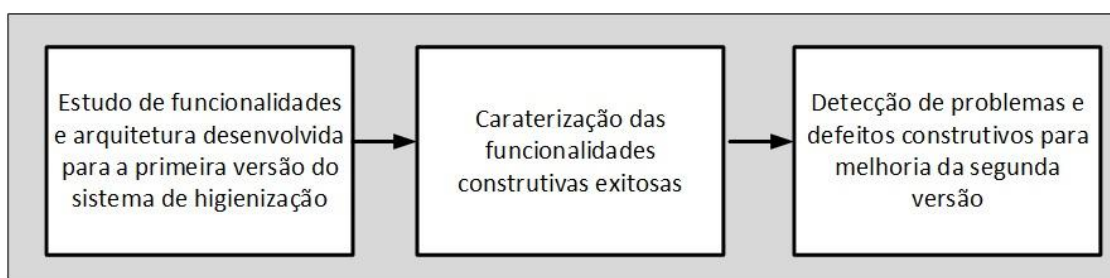 Estudo de funcionalidades
e arquitetura desenvolvida
para a primeira versão do
sistema de higienização
Caraterização das
funcionalidades
construtivas exitosas
Detecção de problemas e
defeitos construtivos para
melhoria da segunda
versão